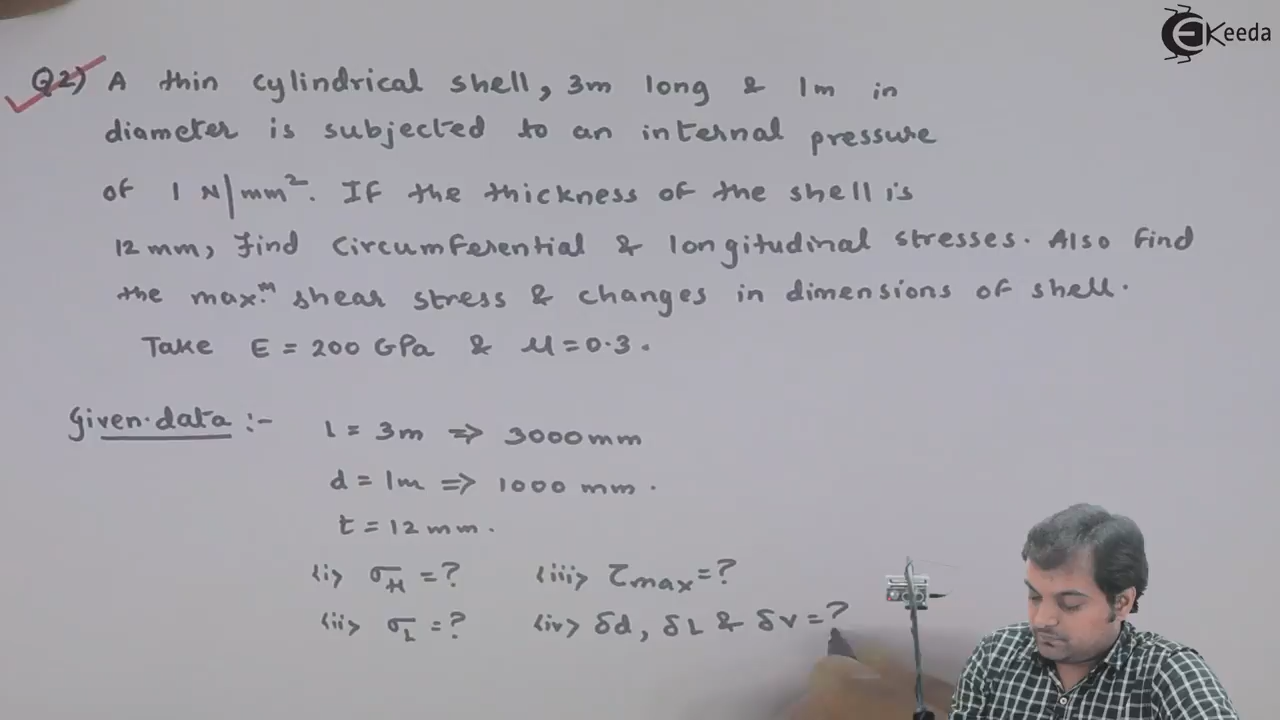 Keeda
Q2) A thin cylindrical shell, 3m long & 1m in
diameter is subjected to an internal pressure
of 1 N/mm². If the thickness of the shell is
12 mm, find circumferential & longitudinal stresses. Also find
the max.ᵐ shear stress & changes in dimensions of shell.
Take E = 200 GPa & μ = 0.3.
Given data :-
L = 3m => 3000mm
d = 1m => 1000 mm.
t = 12 mm.
<i> σH = ? <iii> τmax = ?
<ii> σL = ? <iv> δd, δL & δv = ?